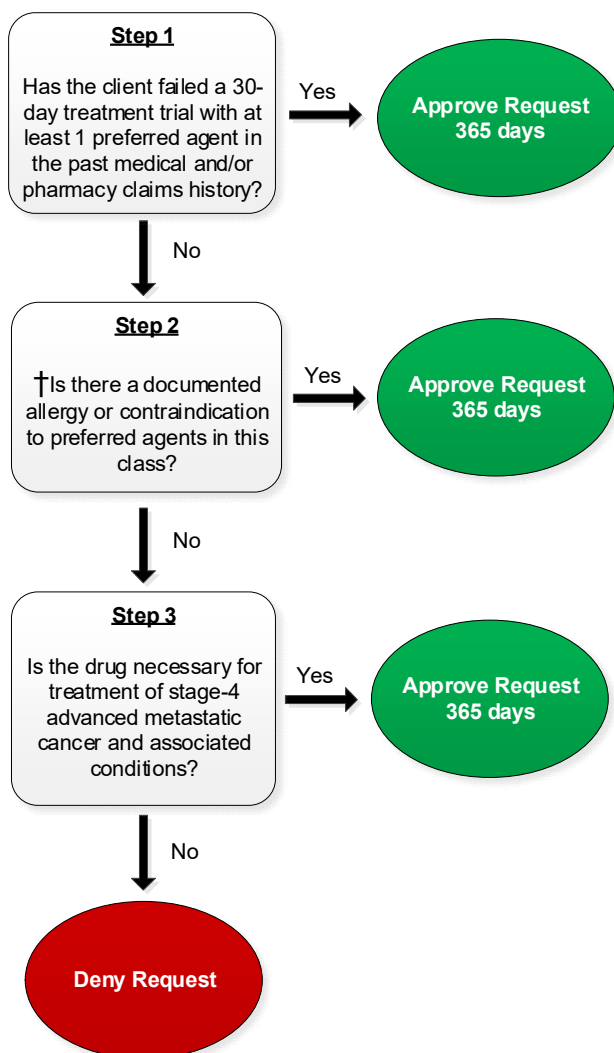 Step 1
Has the client failed a 30-
day treatment trial with at
least 1 preferred agent in
the past medical and/or
pharmacy claims history?
Yes
Approve Request
365 days
No
Step 2
†Is there a documented
allergy or contraindication
to preferred agents in this
class?
Yes
Approve Request
365 days
No
Step 3
Is the drug necessary for
treatment of stage-4
advanced metastatic
cancer and associated
conditions?
Yes
Approve Request
365 days
No
Deny Request